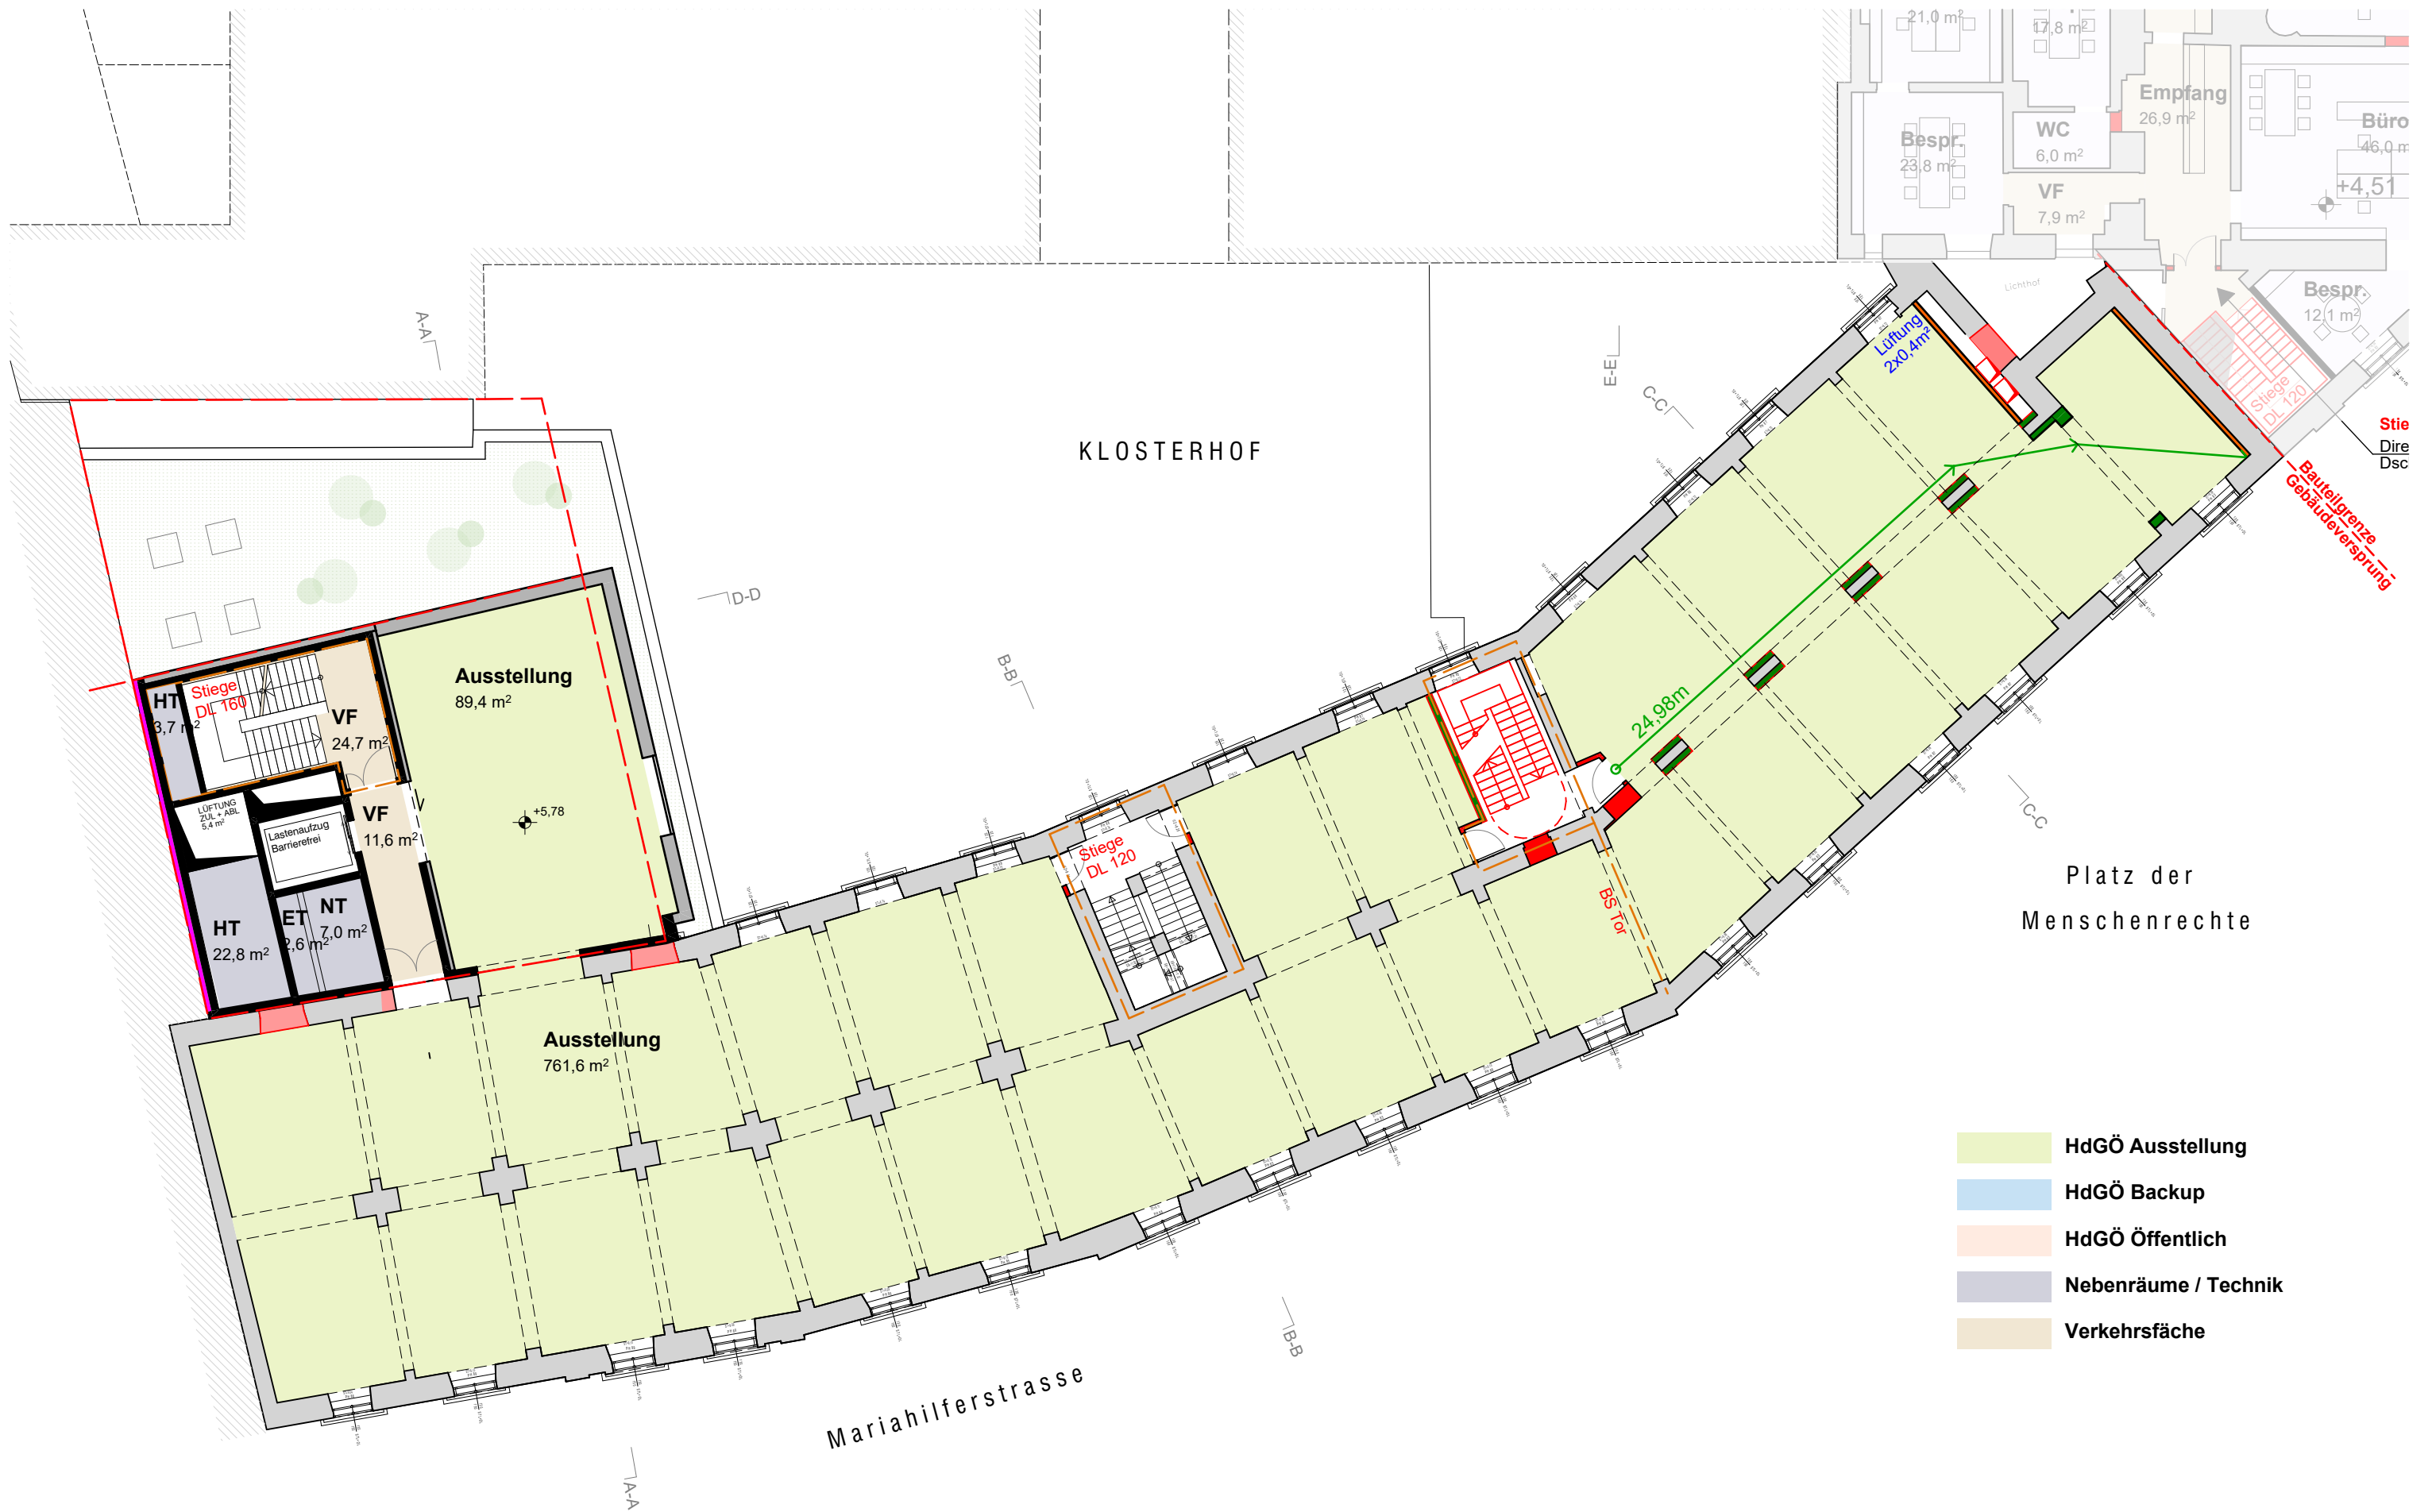 21,0 m²
17,8 m²
Empfang
26,9 m²
WC
6,0 m²
Bespr.
23,8 m²
VF
7,9 m²
Büro
46,0 m
+4,51
Bespr.
12,1 m²
Lichthof
Stiege
DL 120
Stie
Dire
Dsc
Bauteilgrenze
Gebäudeversprung
Lüftung
2x0,4m²
A-A
E-E
C-C
KLOSTERHOF
D-D
B-B
24,98m
Ausstellung
89,4 m²
+5,78
HT
3,7 m²
Stiege
DL 160
VF
24,7 m²
LÜFTUNG
ZUL + ABL
5,4 m²
Lastenaufzug
Barrierefrei
VF
11,6 m²
HT
22,8 m²
ET
2,6 m²
NT
7,0 m²
Stiege
DL 120
BS Tor
C-C
Platz der
Menschenrechte
Ausstellung
761,6 m²
B-B
Mariahilferstrasse
A-A
HdGÖ Ausstellung
HdGÖ Backup
HdGÖ Öffentlich
Nebenräume / Technik
Verkehrsfäche